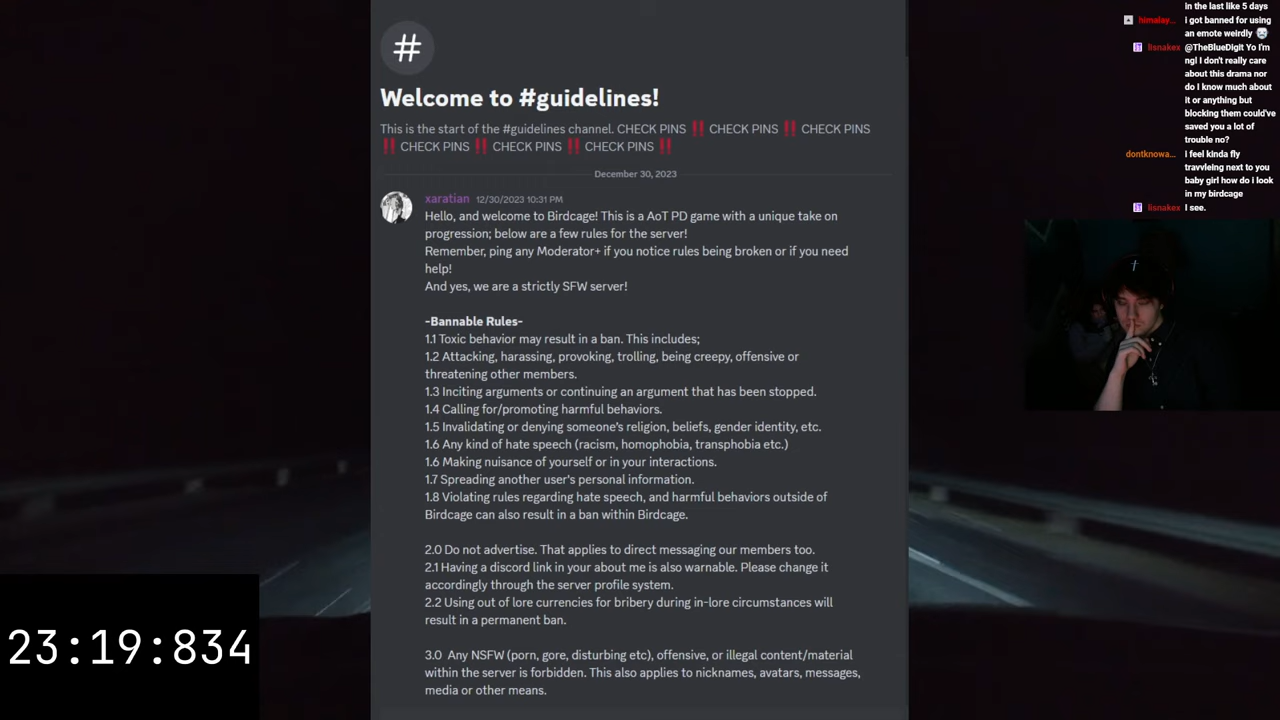 #
Welcome to #guidelines!
This is the start of the #guidelines channel. CHECK PINS ‼️ CHECK PINS ‼️ CHECK PINS
‼️ CHECK PINS ‼️ CHECK PINS ‼️ CHECK PINS ‼️
December 30, 2023
xaratian 12/30/2023 10:31 PM
Hello, and welcome to Birdcage! This is a AoT PD game with a unique take on
progression; below are a few rules for the server!
Remember, ping any Moderator+ if you notice rules being broken or if you need
help!
And yes, we are a strictly SFW server!
-Bannable Rules-
1.1 Toxic behavior may result in a ban. This includes;
1.2 Attacking, harassing, provoking, trolling, being creepy, offensive or
threatening other members.
1.3 Inciting arguments or continuing an argument that has been stopped.
1.4 Calling for/promoting harmful behaviors.
1.5 Invalidating or denying someone's religion, beliefs, gender identity, etc.
1.6 Any kind of hate speech (racism, homophobia, transphobia etc.)
1.6 Making nuisance of yourself or in your interactions.
1.7 Spreading another user's personal information.
1.8 Violating rules regarding hate speech, and harmful behaviors outside of
Birdcage can also result in a ban within Birdcage.
2.0 Do not advertise. That applies to direct messaging our members too.
2.1 Having a discord link in your about me is also warnable. Please change it
accordingly through the server profile system.
2.2 Using out of lore currencies for bribery during in-lore circumstances will
result in a permanent ban.
3.0 Any NSFW (porn, gore, disturbing etc), offensive, or illegal content/material
within the server is forbidden. This also applies to nicknames, avatars, messages,
media or other means.
in the last like 5 days
himalay... i got banned for using
an emote weirdly 😭
lisnakex @TheBlueDigit Yo I'm
ngl I don't really care
about this drama nor
do I know much about
it or anything but
blocking them could've
saved you a lot of
trouble no?
dontknowa... i feel kinda fly
travvleing next to you
baby girl how do i look
in my birdcage
lisnakex I see.
23:19:834